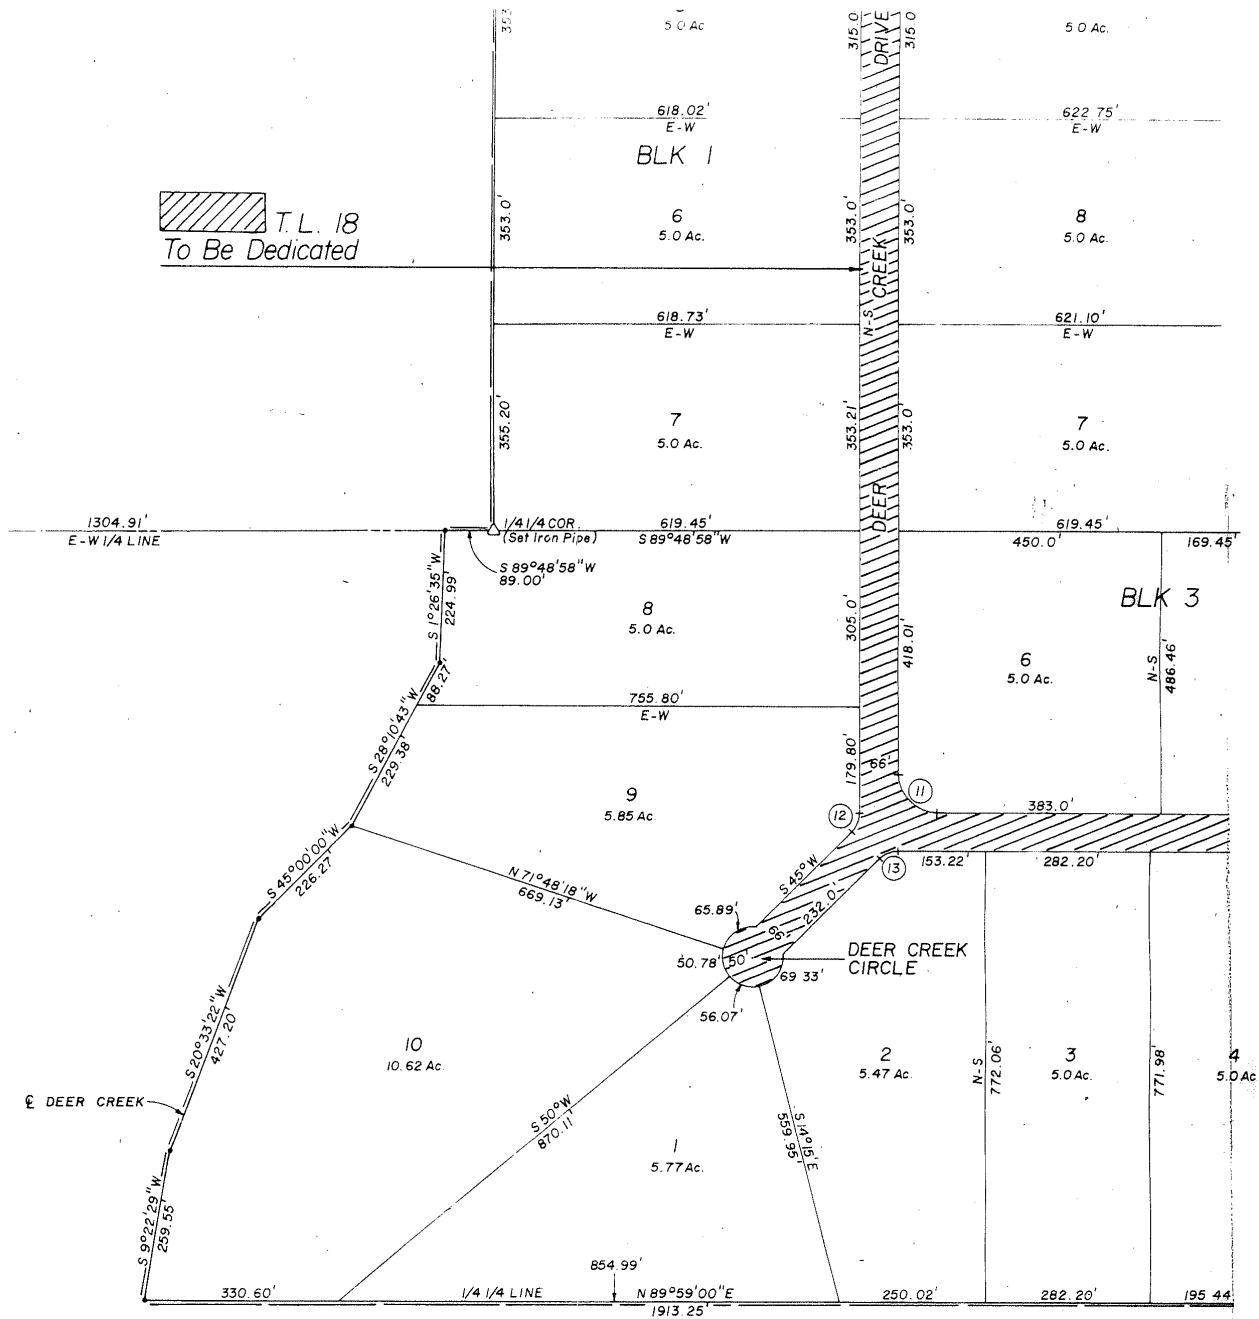 353
5.0 Ac
315.0
DRIVE
315.0
5.0 Ac.
618.02'
E-W
622.75'
E-W
BLK 1
T.L. 18
To Be Dedicated
353.0'
6
5.0 Ac.
353.0'
353.0'
8
5.0 Ac.
CREEK
N-S
618.73'
E-W
621.10'
E-W
355.20'
7
5.0 Ac.
353.21'
353.0'
7
5.0 Ac.
DEER
1304.91'
E-W 1/4 LINE
1/4 1/4 COR.
(Set Iron Pipe)
619.45'
S 89°48'58"W
619.45'
450.0'
169.45'
S 89°48'58"W
89.00'
S 1°26'35"W
224.99'
8
5.0 Ac.
305.0'
418.01'
BLK 3
6
5.0 Ac.
N-S
486.46'
88.27'
755.80'
E-W
S 28°10'43"W
229.38'
179.80'
66'
9
5.85 Ac.
11
12
383.0'
S 45°00'00"W
226.27'
N 71°48'18"W
669.13'
S 45°W
232.0'
13
153.22'
282.20'
65.89'
66'
50.78'
50'
69.33'
56.07'
DEER CREEK
CIRCLE
S 20°33'22"W
427.20'
10
10.62 Ac.
2
5.47 Ac.
N-S
772.06'
3
5.0 Ac.
771.98'
4
5.0 Ac
℄ DEER CREEK
S 50°W
870.11'
S 14°15'E
559.95'
1
5.77 Ac.
S 9°22'29"W
259.55'
854.99'
330.60'
1/4 1/4 LINE
N 89°59'00"E
1913.25'
250.02'
282.20'
195.44